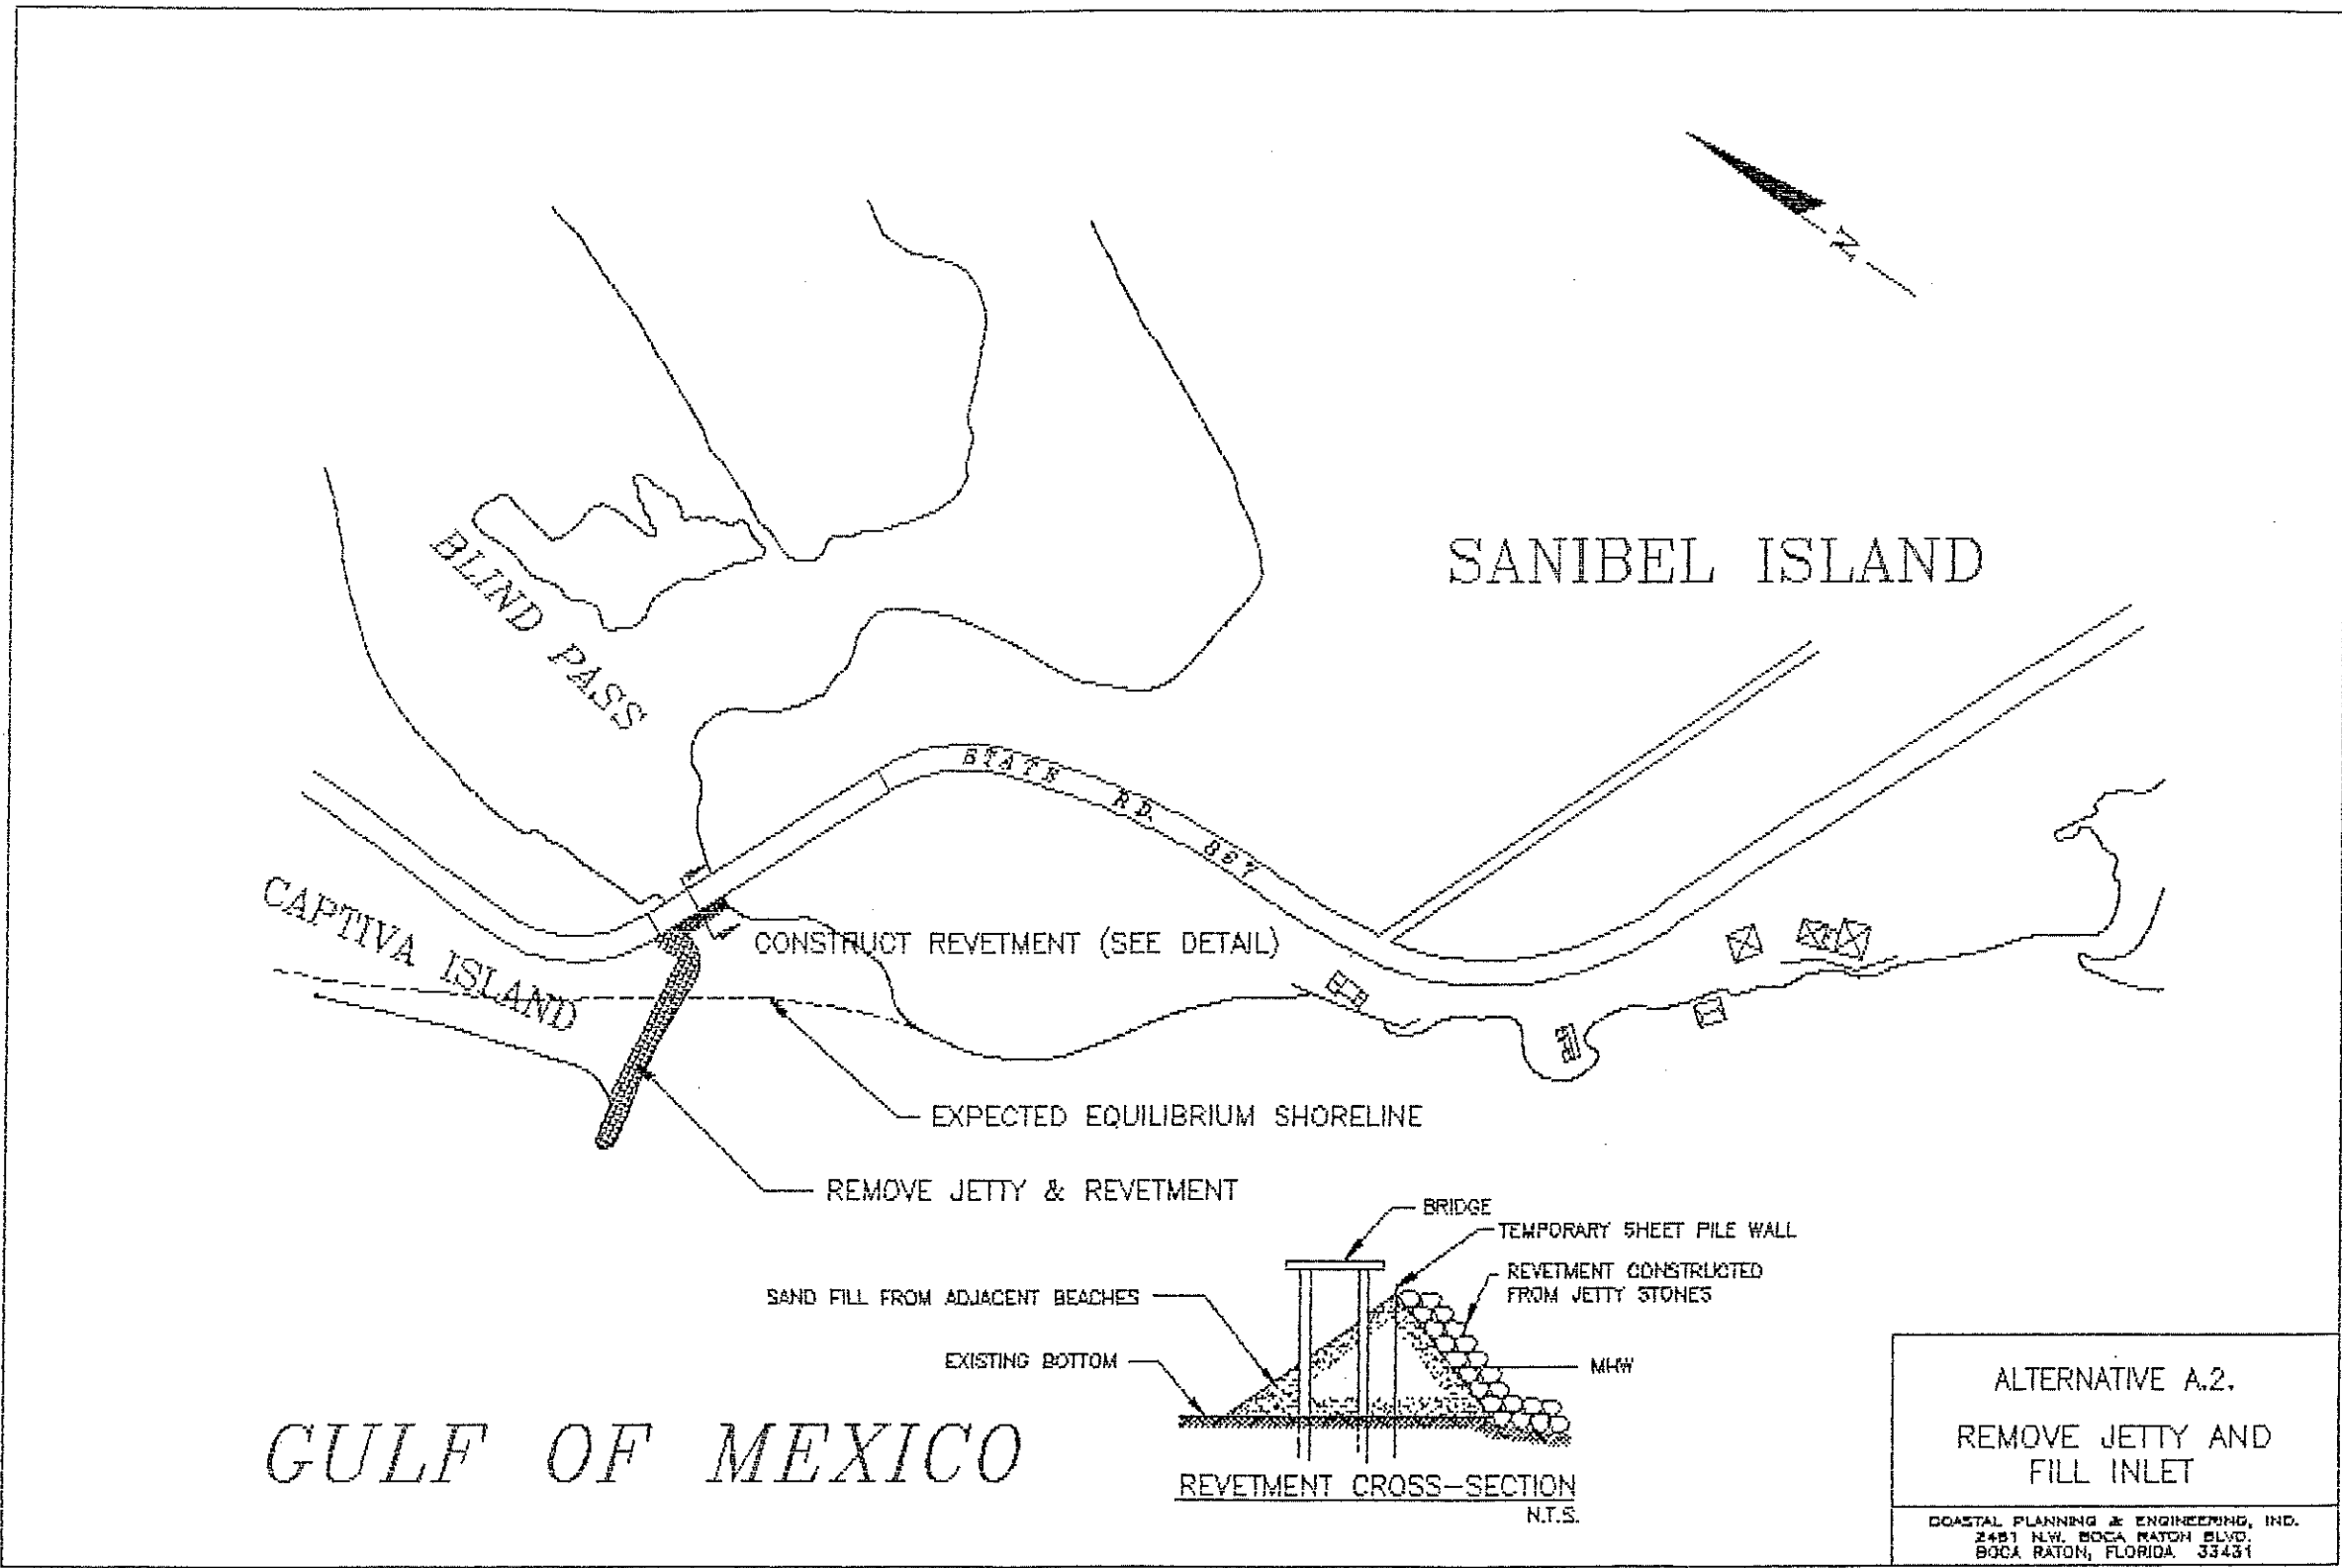 N
SANIBEL ISLAND
BLIND PASS
STATE RD. 867
CAPTIVA ISLAND
CONSTRUCT REVETMENT (SEE DETAIL)
EXPECTED EQUILIBRIUM SHORELINE
REMOVE JETTY & REVETMENT
BRIDGE
TEMPORARY SHEET PILE WALL
REVETMENT CONSTRUCTED
FROM JETTY STONES
SAND FILL FROM ADJACENT BEACHES
EXISTING BOTTOM
MHW
GULF OF MEXICO
REVETMENT CROSS-SECTION
N.T.S.
ALTERNATIVE A.2.
REMOVE JETTY AND
FILL INLET
COASTAL PLANNING & ENGINEERING, INC.
2481 N.W. BOCA RATON BLVD.
BOCA RATON, FLORIDA 33431